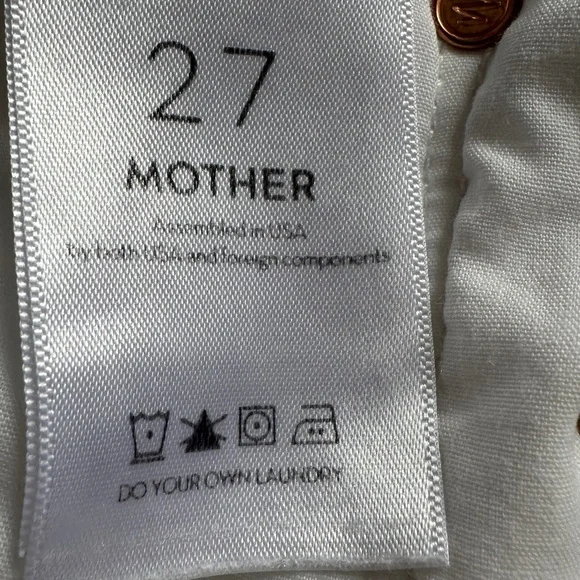 27
MOTHER
Assembled in USA
by both USA and foreign components
DO YOUR OWN LAUNDRY